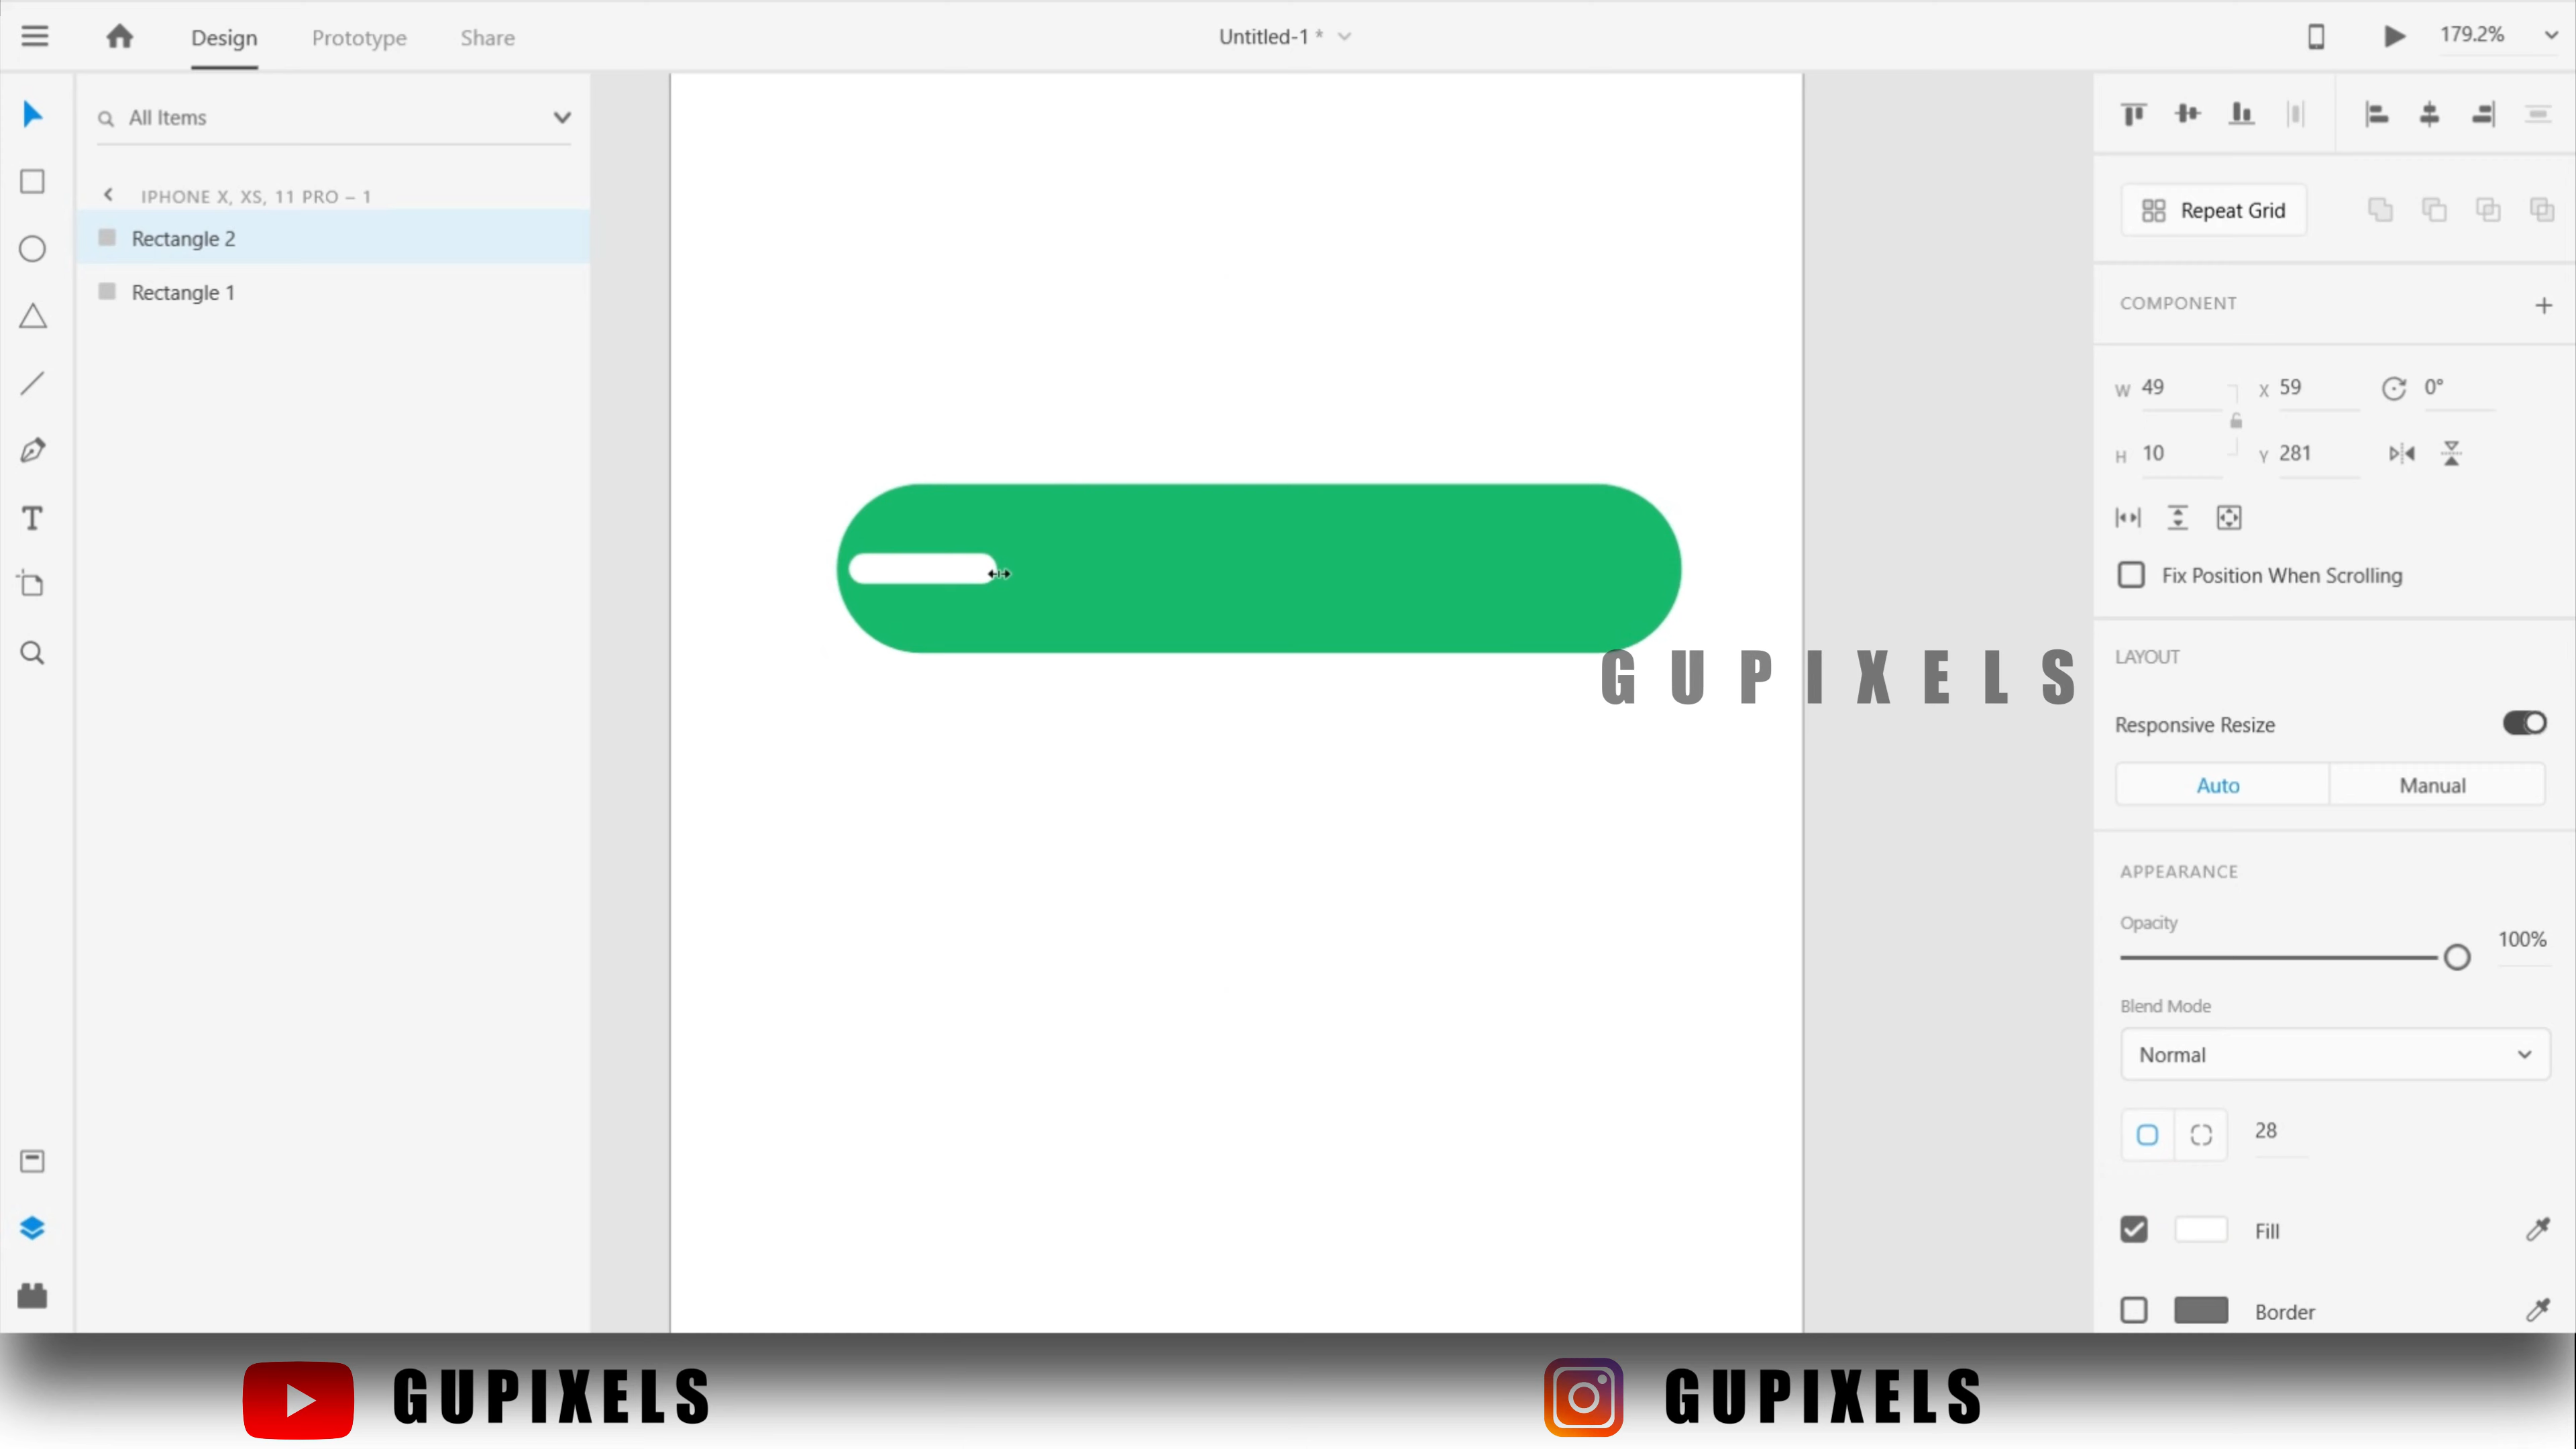 Design
Prototype
Share
Untitled-1 *
179.2%
All Items
IPHONE X, XS, 11 PRO – 1
Rectangle 2
Rectangle 1
Repeat Grid
COMPONENT
W 49
X 59
0°
H 10
Y 281
Fix Position When Scrolling
GUPIXELS
LAYOUT
Responsive Resize
Auto
Manual
APPEARANCE
Opacity
100%
Blend Mode
Normal
28
Fill
Border
GUPIXELS
GUPIXELS